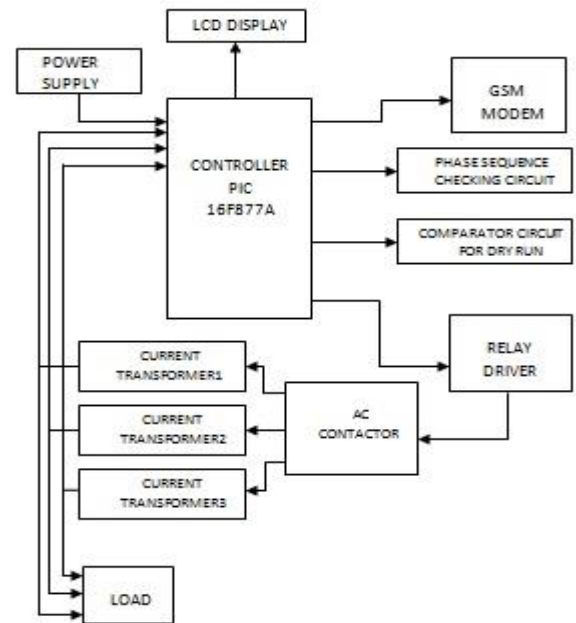 LCD DISPLAY
POWER
SUPPLY
GSM
MODEM
CONTROLLER
PIC
16F877A
PHASE SEQUENCE
CHECKING CIRCUIT
COMPARATOR CIRCUIT
FOR DRY RUN
CURRENT
TRANSFORMER1
RELAY
DRIVER
AC
CONTACTOR
CURRENT
TRANSFORMER2
CURRENT
TRANSFORMER3
LOAD